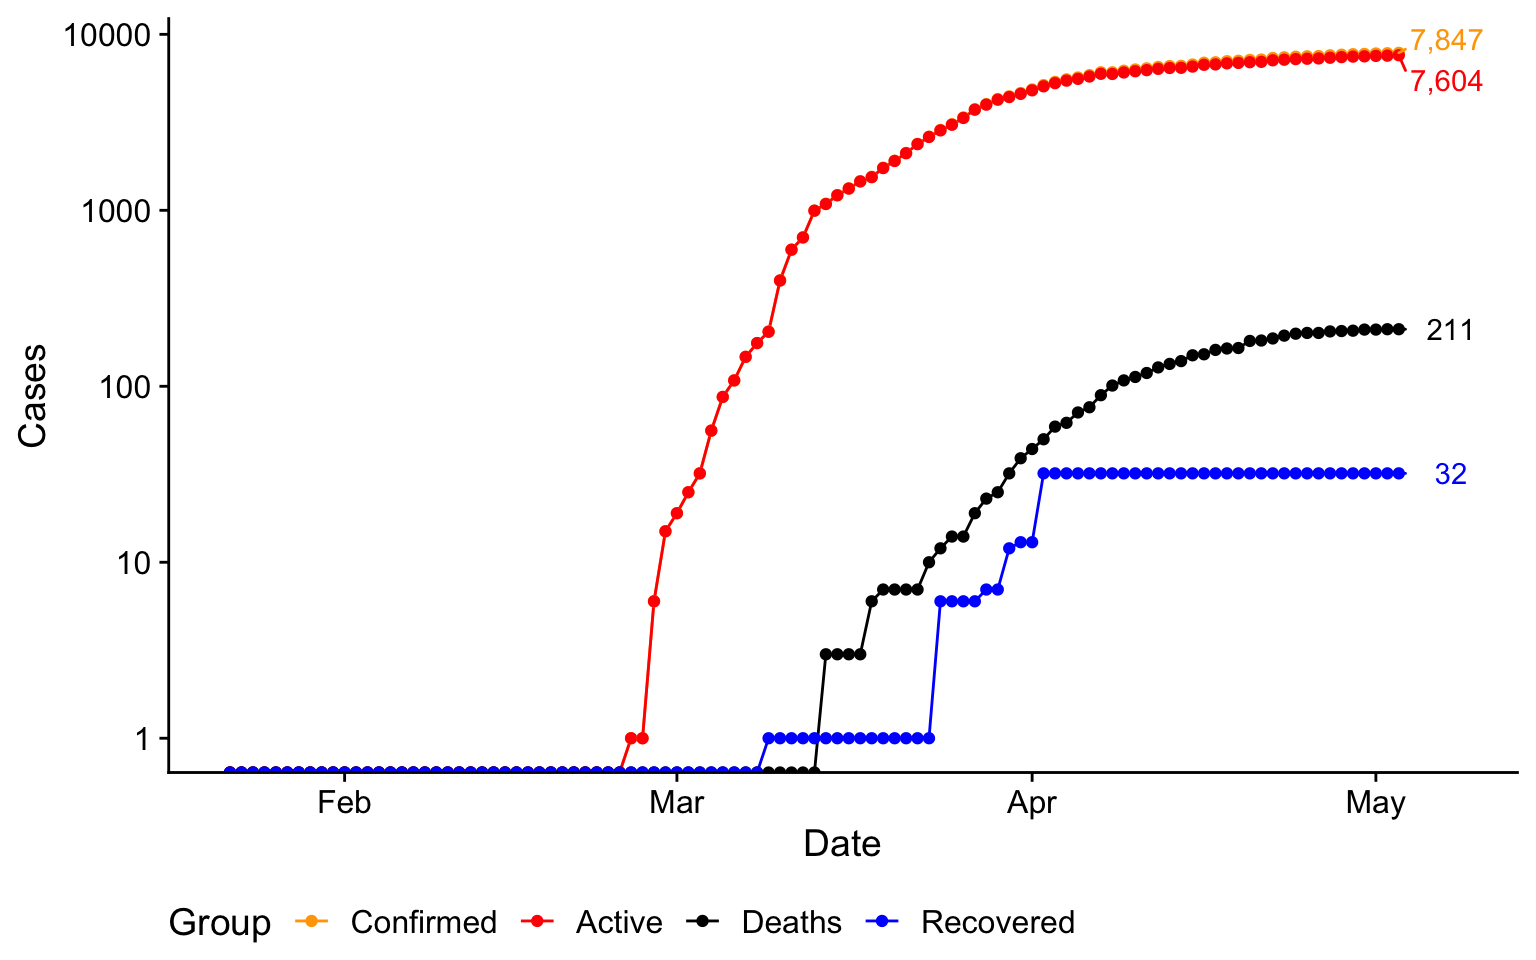 10000
1000
100
10
1
Cases
7,847
7,604
211
32
Feb Mar Apr May
Date
Group Confirmed Active Deaths Recovered